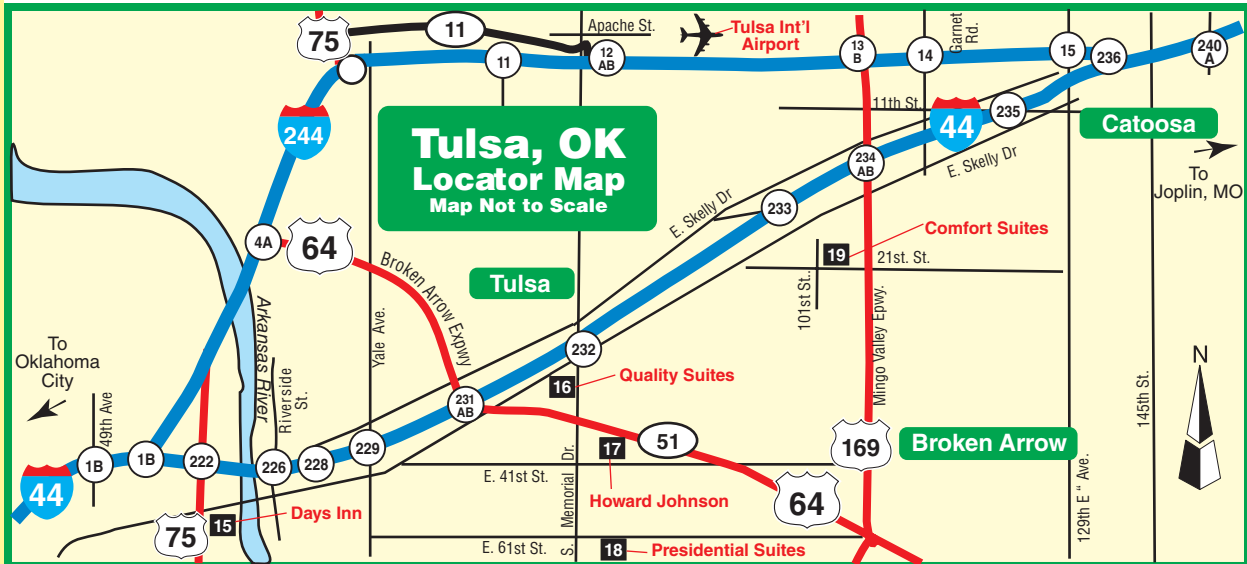 75
11
Apache St.
Tulsa Int'l
Airport
Garnet
Rd.
11
12
AB
13
B
14
15
236
240
A
244
Tulsa, OK
Locator Map
Map Not to Scale
11th St.
44
235
Catoosa
To
Joplin, MO
E. Skelly Dr
234
AB
E. Skelly Dr
233
4A
64
Broken Arrow Expwy
Tulsa
Comfort Suites
19
21st. St.
101st St..
Arkansas River
Riverside
St.
Yale Ave.
232
Mingo Valley Epwy.
To
Oklahoma
City
49th Ave
16
Quality Suites
231
AB
145th St.
N
1B
1B
222
226
228
229
17
51
169
Broken Arrow
44
E. 41st St.
S. Memorial Dr.
Howard Johnson
64
129th E " Ave.
75
15
Days Inn
E. 61st St.
18
Presidential Suites